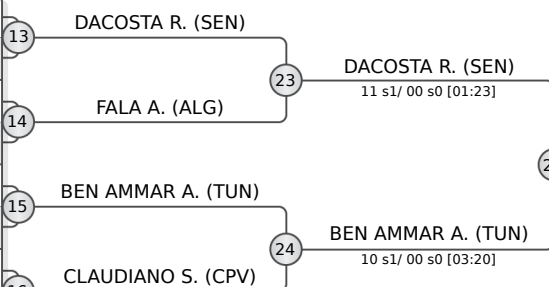 DACOSTA R. (SEN)
13
DACOSTA R. (SEN)
23
11 s1/ 00 s0 [01:23]
FALA A. (ALG)
14
BEN AMMAR A. (TUN)
15
BEN AMMAR A. (TUN)
24
10 s1/ 00 s0 [03:20]
CLAUDIANO S. (CPV)